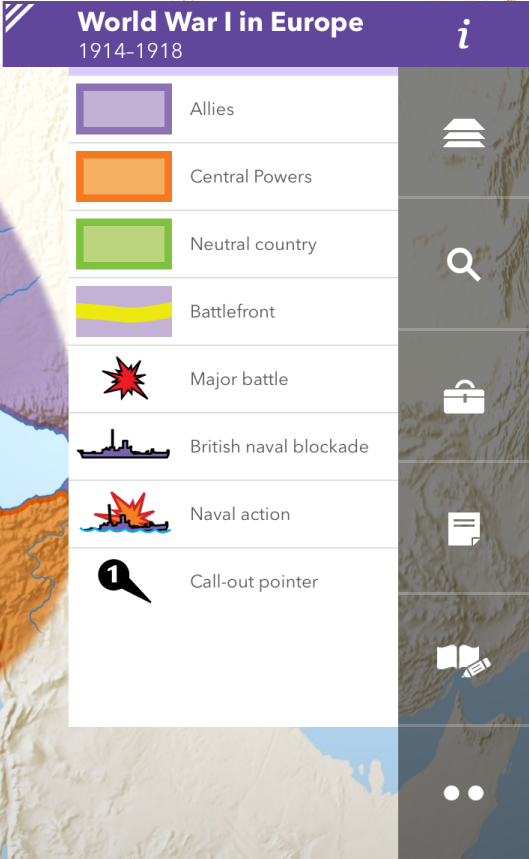 World War I in Europe
1914–1918
i
Allies
Central Powers
Neutral country
Battlefront
Major battle
British naval blockade
Naval action
1
Call-out pointer